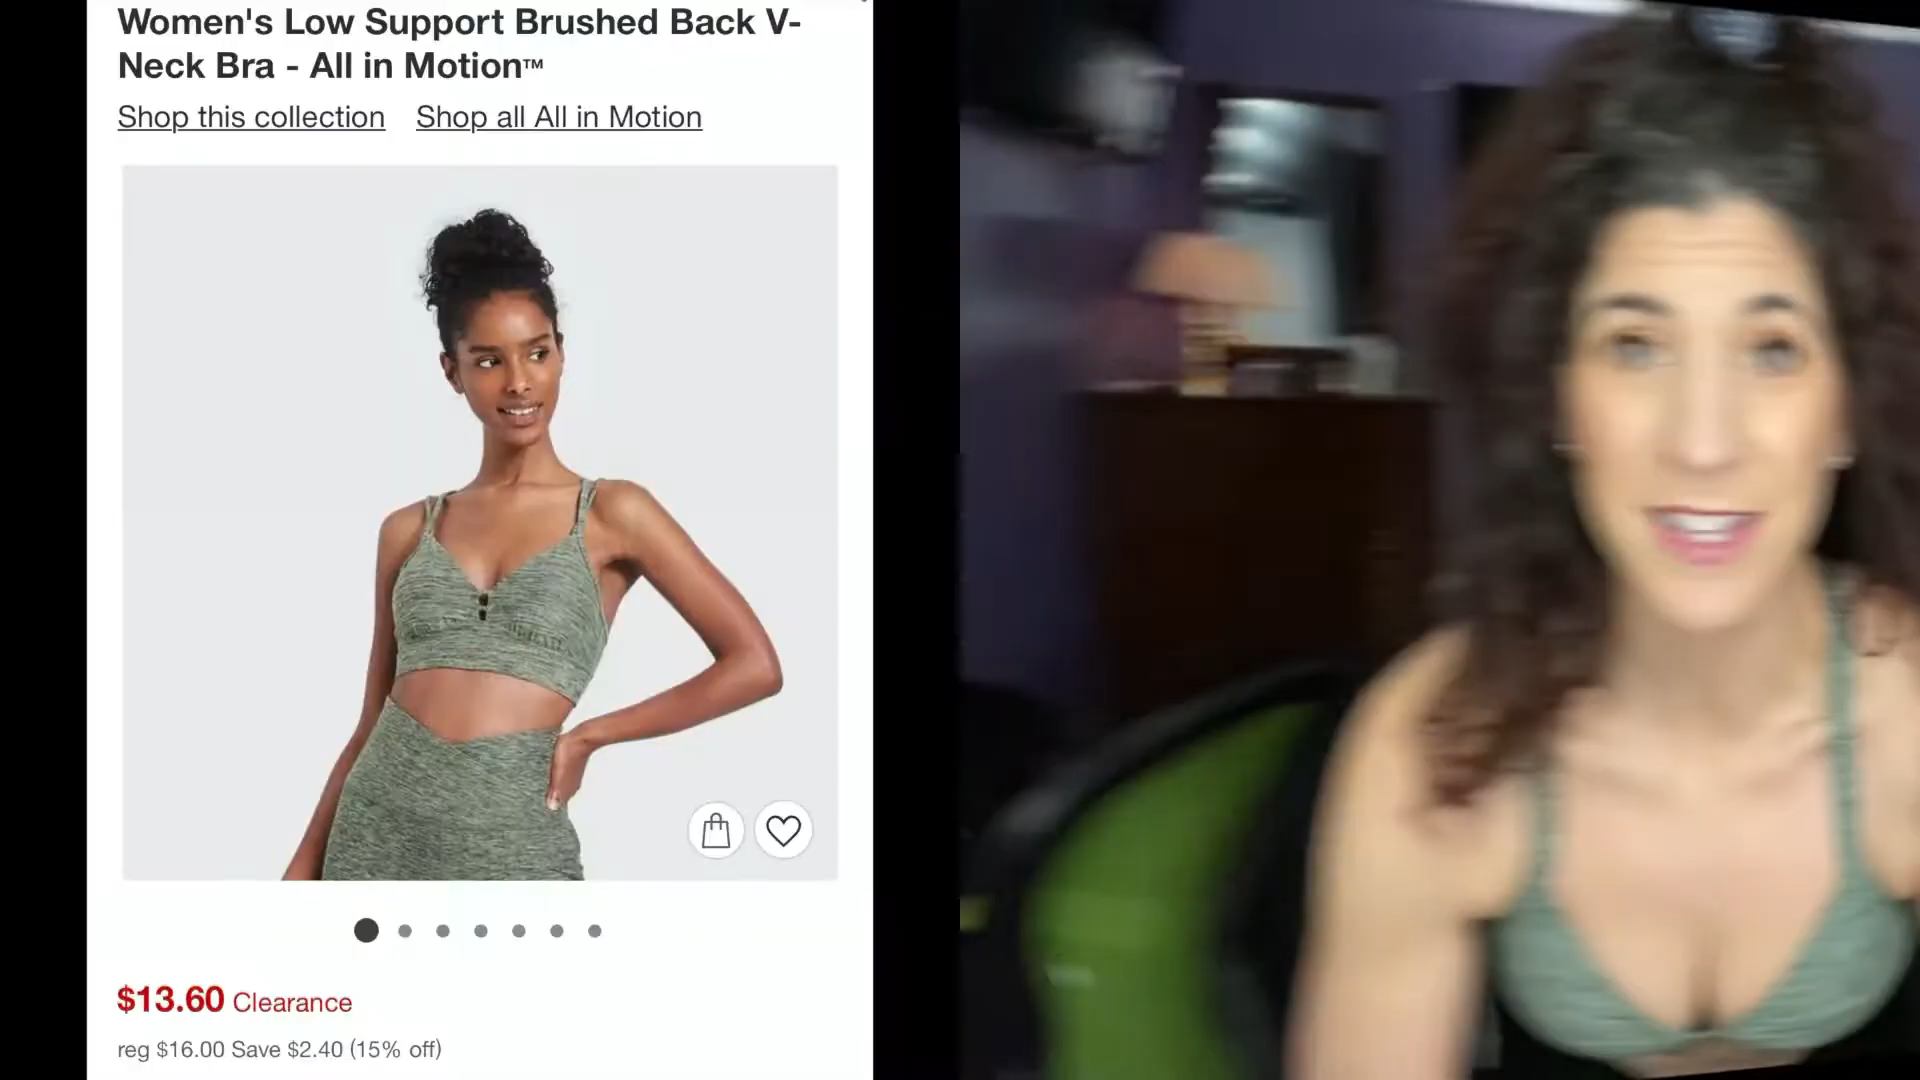 Women's Low Support Brushed Back V-
Neck Bra - All in Motion™
Shop this collection Shop all All in Motion
$13.60 Clearance
reg $16.00 Save $2.40 (15% off)